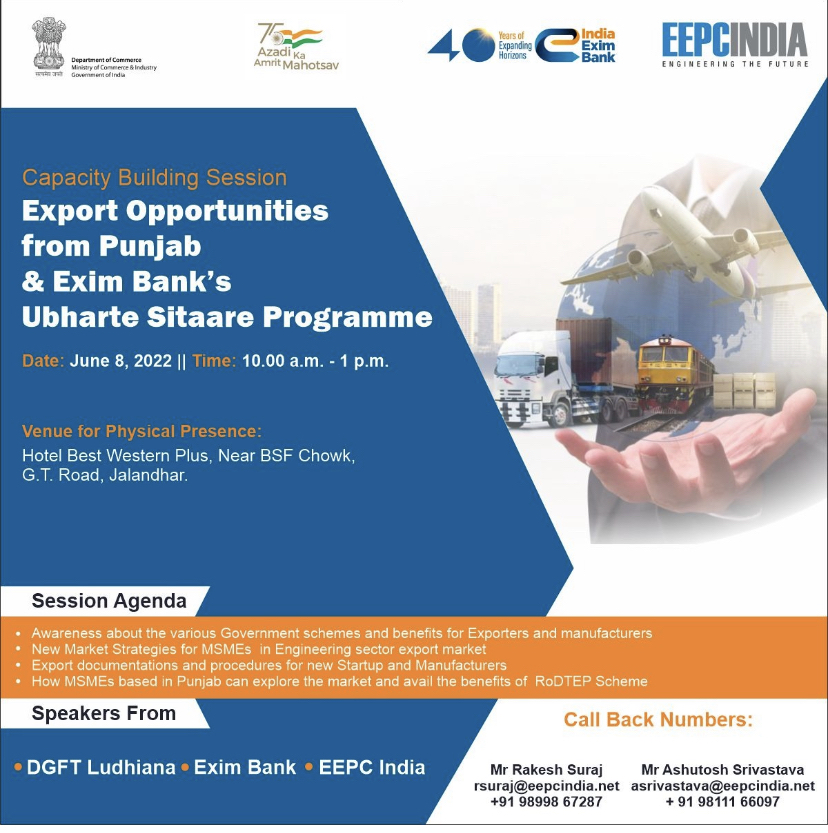 सत्यमेव जयते
Department of Commerce
Ministry of Commerce & Industry
Government of India
75
Azadi Ka
Amrit Mahotsav
40 Years of
Expanding
Horizons
India
Exim
Bank
EEPCINDIA
ENGINEERING THE FUTURE
Capacity Building Session
Export Opportunities
from Punjab
& Exim Bank's
Ubharte Sitaare Programme
Date: June 8, 2022 || Time: 10.00 a.m. - 1 p.m.
Venue for Physical Presence:
Hotel Best Western Plus, Near BSF Chowk,
G.T. Road, Jalandhar.
Session Agenda
• Awareness about the various Government schemes and benefits for Exporters and manufacturers
• New Market Strategies for MSMEs in Engineering sector export market
• Export documentations and procedures for new Startup and Manufacturers
• How MSMEs based in Punjab can explore the market and avail the benefits of RoDTEP Scheme
Speakers From
• DGFT Ludhiana • Exim Bank • EEPC India
Call Back Numbers:
Mr Rakesh Suraj
rsuraj@eepcindia.net
+91 98998 67287
Mr Ashutosh Srivastava
asrivastava@eepcindia.net
+ 91 98111 66097